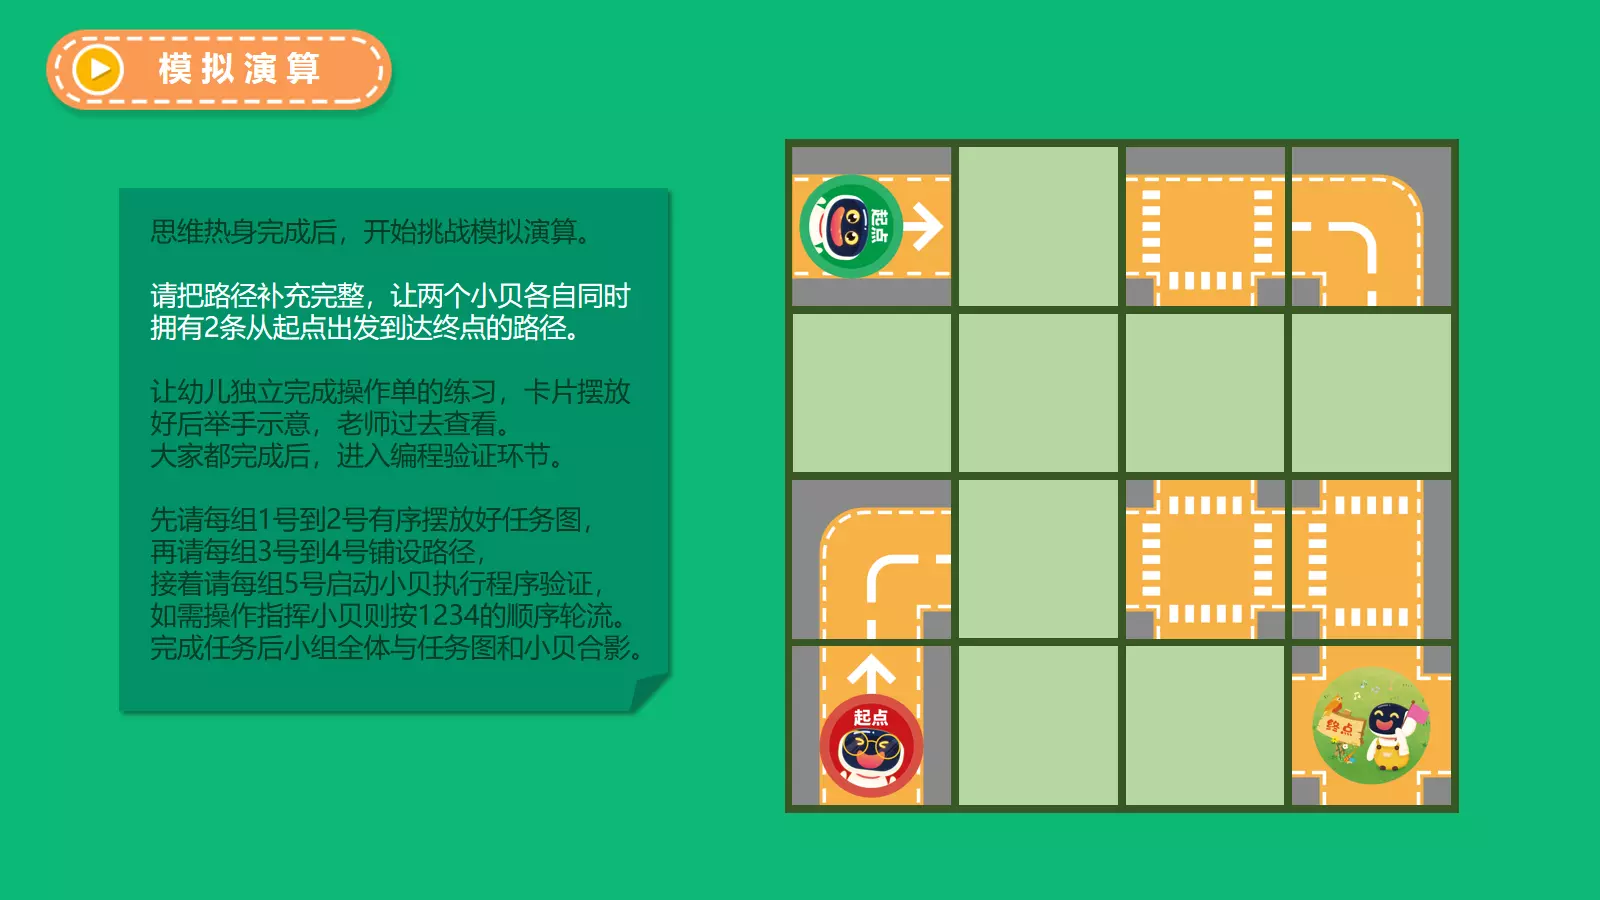 模拟演算
思维热身完成后，开始挑战模拟演算。
请把路径补充完整，让两个小贝各自同时
拥有2条从起点出发到达终点的路径。
让幼儿独立完成操作单的练习，卡片摆放
好后举手示意，老师过去查看。
大家都完成后，进入编程验证环节。
先请每组1号到2号有序摆放好任务图，
再请每组3号到4号铺设路径，
接着请每组5号启动小贝执行程序验证，
如需操作指挥小贝则按1234的顺序轮流。
完成任务后小组全体与任务图和小贝合影。
起点
起点
终点